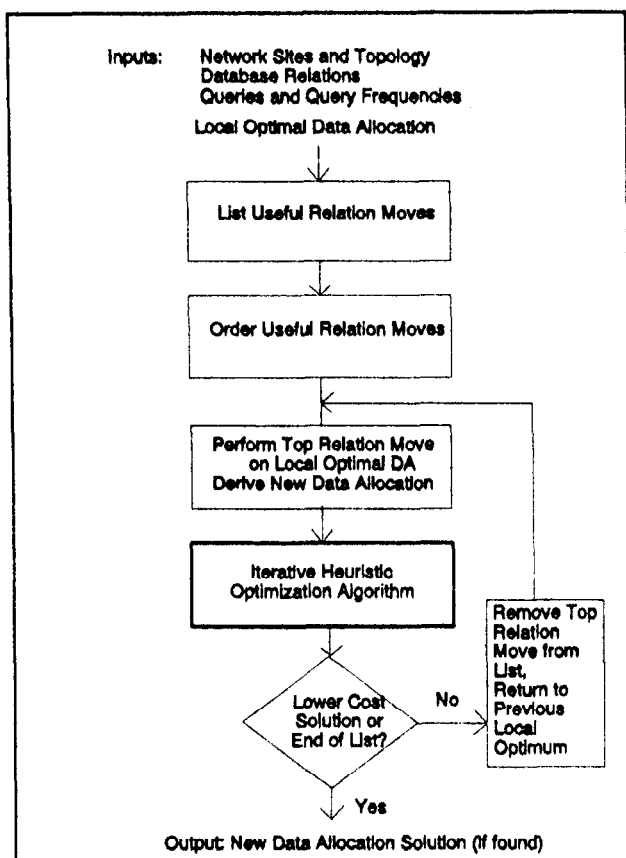 Inputs: Network Sites and Topology
Database Relations
Queries and Query Frequencies
Local Optimal Data Allocation
List Useful Relation Moves
Order Useful Relation Moves
Perform Top Relation Move
on Local Optimal DA
Derive New Data Allocation
Iterative Heuristic
Optimization Algorithm
Lower Cost
Solution or
End of List?
No
Remove Top
Relation
Move from
List,
Return to
Previous
Local
Optimum
Yes
Output: New Data Allocation Solution (if found)